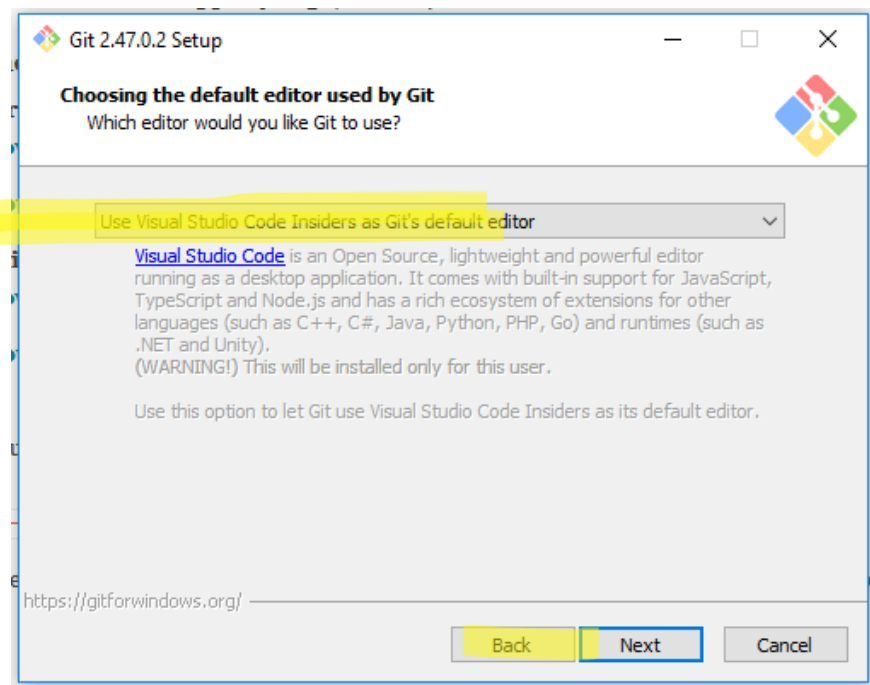 Git 2.47.0.2 Setup
Choosing the default editor used by Git
Which editor would you like Git to use?
Use Visual Studio Code Insiders as Git's default editor
Visual Studio Code is an Open Source, lightweight and powerful editor
running as a desktop application. It comes with built-in support for JavaScript,
TypeScript and Node.js and has a rich ecosystem of extensions for other
languages (such as C++, C#, Java, Python, PHP, Go) and runtimes (such as
.NET and Unity).
(WARNING!) This will be installed only for this user.
Use this option to let Git use Visual Studio Code Insiders as its default editor.
https://gitforwindows.org/
Back Next Cancel